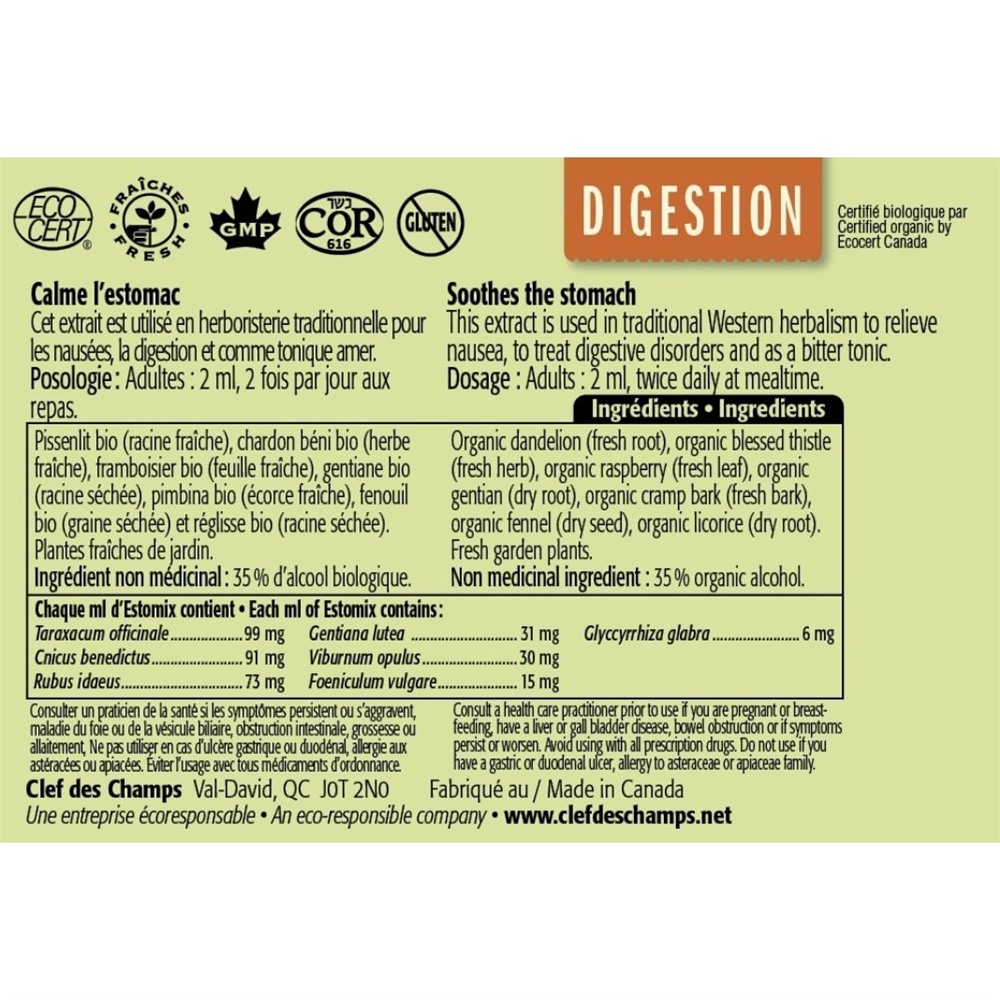 ECO
CERT
®
FRAÎCHES
FRESH
GMP
כשר
COR
616
GLUTEN
DIGESTION
Certifié biologique par
Certified organic by
Ecocert Canada
Calme l’estomac
Cet extrait est utilisé en herboristerie traditionnelle pour
les nausées, la digestion et comme tonique amer.
Posologie : Adultes : 2 ml, 2 fois par jour aux
repas.
Soothes the stomach
This extract is used in traditional Western herbalism to relieve
nausea, to treat digestive disorders and as a bitter tonic.
Dosage : Adults : 2 ml, twice daily at mealtime.
Ingrédients • Ingredients
Pissenlit bio (racine fraîche), chardon béni bio (herbe
fraîche), framboisier bio (feuille fraîche), gentiane bio
(racine séchée), pimbina bio (écorce fraîche), fenouil
bio (graine séchée) et réglisse bio (racine séchée).
Plantes fraîches de jardin.
Ingrédient non médicinal : 35 % d’alcool biologique.
Organic dandelion (fresh root), organic blessed thistle
(fresh herb), organic raspberry (fresh leaf), organic
gentian (dry root), organic cramp bark (fresh bark),
organic fennel (dry seed), organic licorice (dry root).
Fresh garden plants.
Non medicinal ingredient : 35 % organic alcohol.
Chaque ml d’Estomix contient • Each ml of Estomix contains :
Taraxacum officinale ................... 99 mg
Cnicus benedictus ....................... 91 mg
Rubus idaeus .............................. 73 mg
Gentiana lutea .......................... 31 mg
Viburnum opulus ....................... 30 mg
Foeniculum vulgare .................... 15 mg
Glyccyrrhiza glabra ...................... 6 mg
Consulter un praticien de la santé si les symptômes persistent ou s’aggravent,
maladie du foie ou de la vésicule biliaire, obstruction intestinale, grossesse ou
allaitement, Ne pas utiliser en cas d’ulcère gastrique ou duodénal, allergie aux
astéracées ou apiacées. Éviter l’usage avec tous médicaments d’ordonnance.
Consult a health care practitioner prior to use if you are pregnant or breast-
feeding, have a liver or gall bladder disease, bowel obstruction or if symptoms
persist or worsen. Avoid using with all prescription drugs. Do not use if you
have a gastric or duodenal ulcer, allergy to asteraceae or apiaceae family.
Clef des Champs Val-David, QC J0T 2N0 Fabriqué au / Made in Canada
Une entreprise écoresponsable • An eco-responsible company • www.clefdeschamps.net